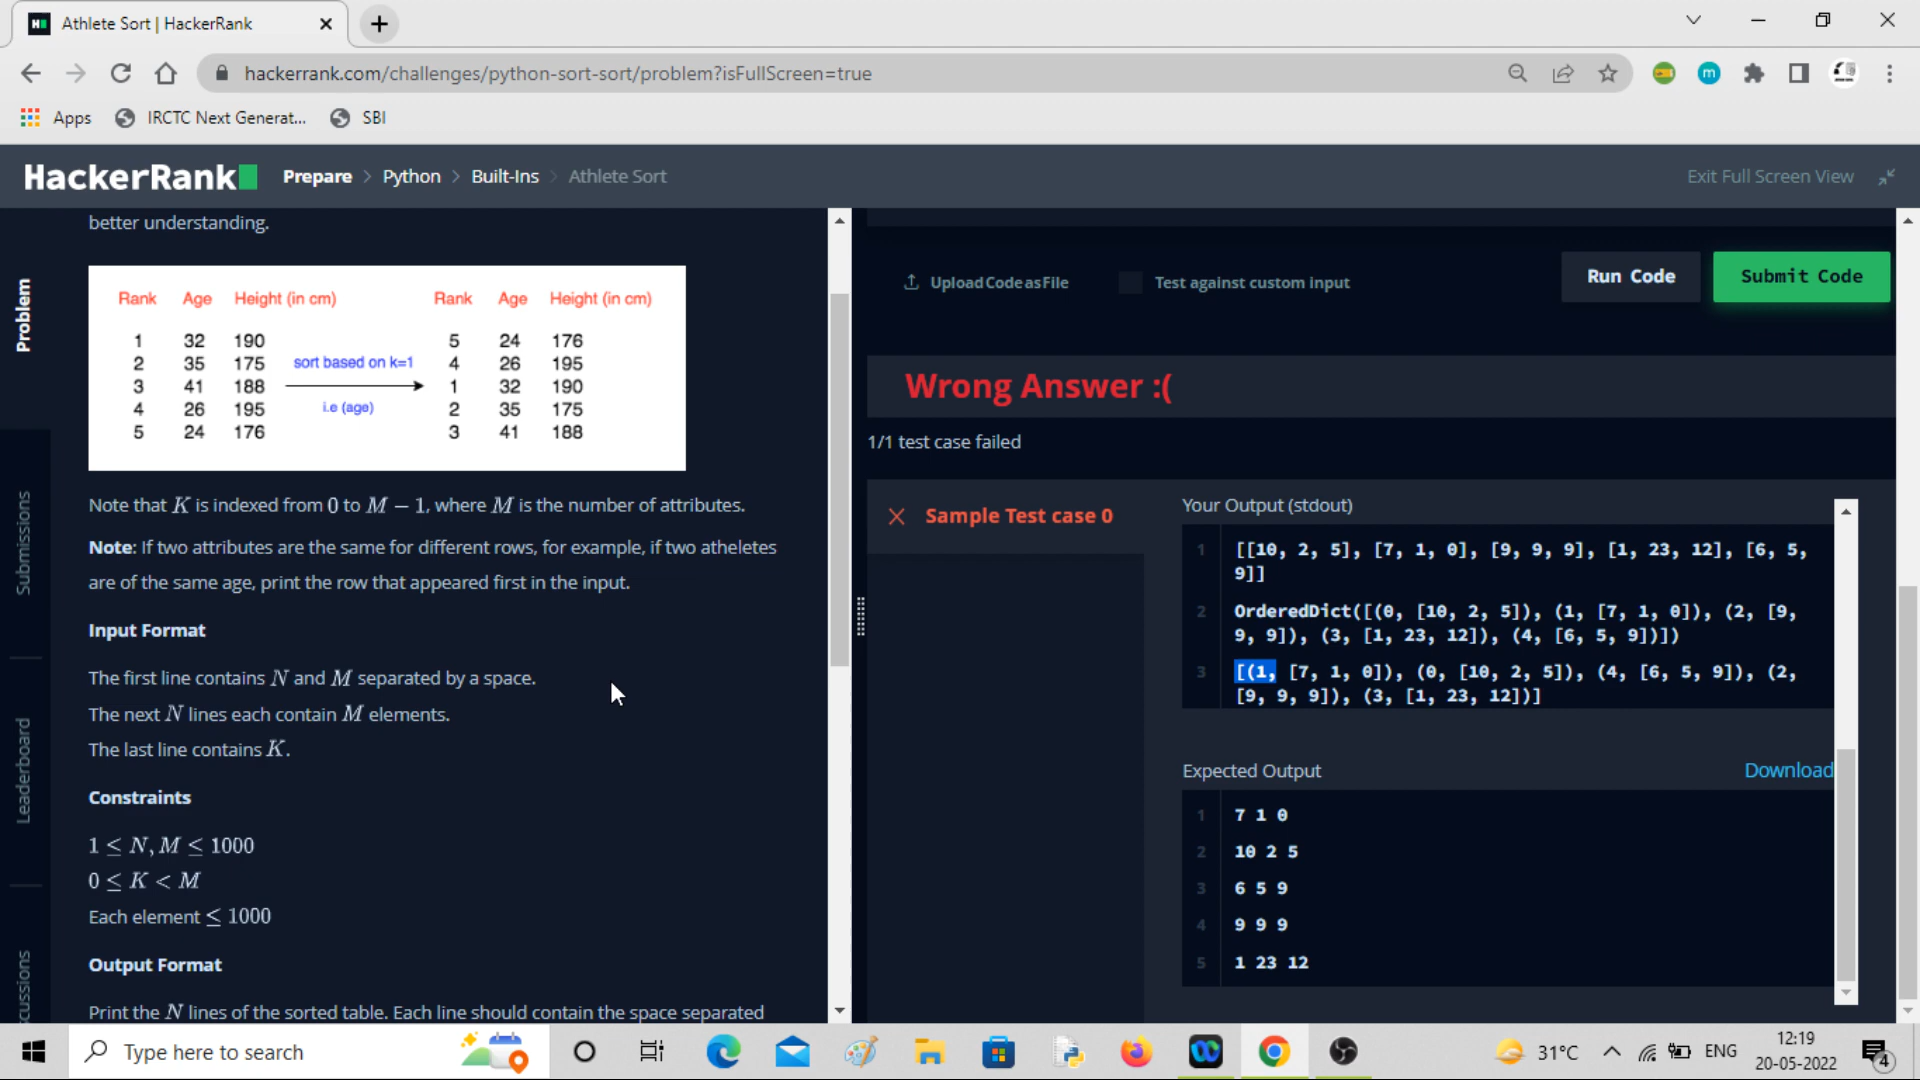 Athlete Sort | HackerRank
hackerrank.com/challenges/python-sort-sort/problem?isFullScreen=true
m
Apps IRCTC Next Generat... SBI
HackerRank Prepare > Python > Built-Ins > Athlete Sort Exit Full Screen View
Problem
Submissions
Leaderboard
cussions
better understanding.
Rank Age Height (in cm) Rank Age Height (in cm)
1 32 190 5 24 176
2 35 175 sort based on k=1 4 26 195
3 41 188 1 32 190
4 26 195 i.e (age) 2 35 175
5 24 176 3 41 188
Note that K is indexed from 0 to M − 1, where M is the number of attributes.
Note: If two attributes are the same for different rows, for example, if two atheletes
are of the same age, print the row that appeared first in the input.
Input Format
The first line contains N and M separated by a space.
The next N lines each contain M elements.
The last line contains K.
Constraints
1 ≤ N, M ≤ 1000
0 ≤ K < M
Each element ≤ 1000
Output Format
Print the N lines of the sorted table. Each line should contain the space separated
Upload Code as File Test against custom input Run Code Submit Code
Wrong Answer :(
1/1 test case failed
Sample Test case 0
Your Output (stdout)
1 [[10, 2, 5], [7, 1, 0], [9, 9, 9], [1, 23, 12], [6, 5,
9]]
2 OrderedDict([(0, [10, 2, 5]), (1, [7, 1, 0]), (2, [9,
9, 9]), (3, [1, 23, 12]), (4, [6, 5, 9])])
3 [(1, [7, 1, 0]), (0, [10, 2, 5]), (4, [6, 5, 9]), (2,
[9, 9, 9]), (3, [1, 23, 12])]
Expected Output Download
1 7 1 0
2 10 2 5
3 6 5 9
4 9 9 9
5 1 23 12
Type here to search
31°C ENG
12:19
20-05-2022
4